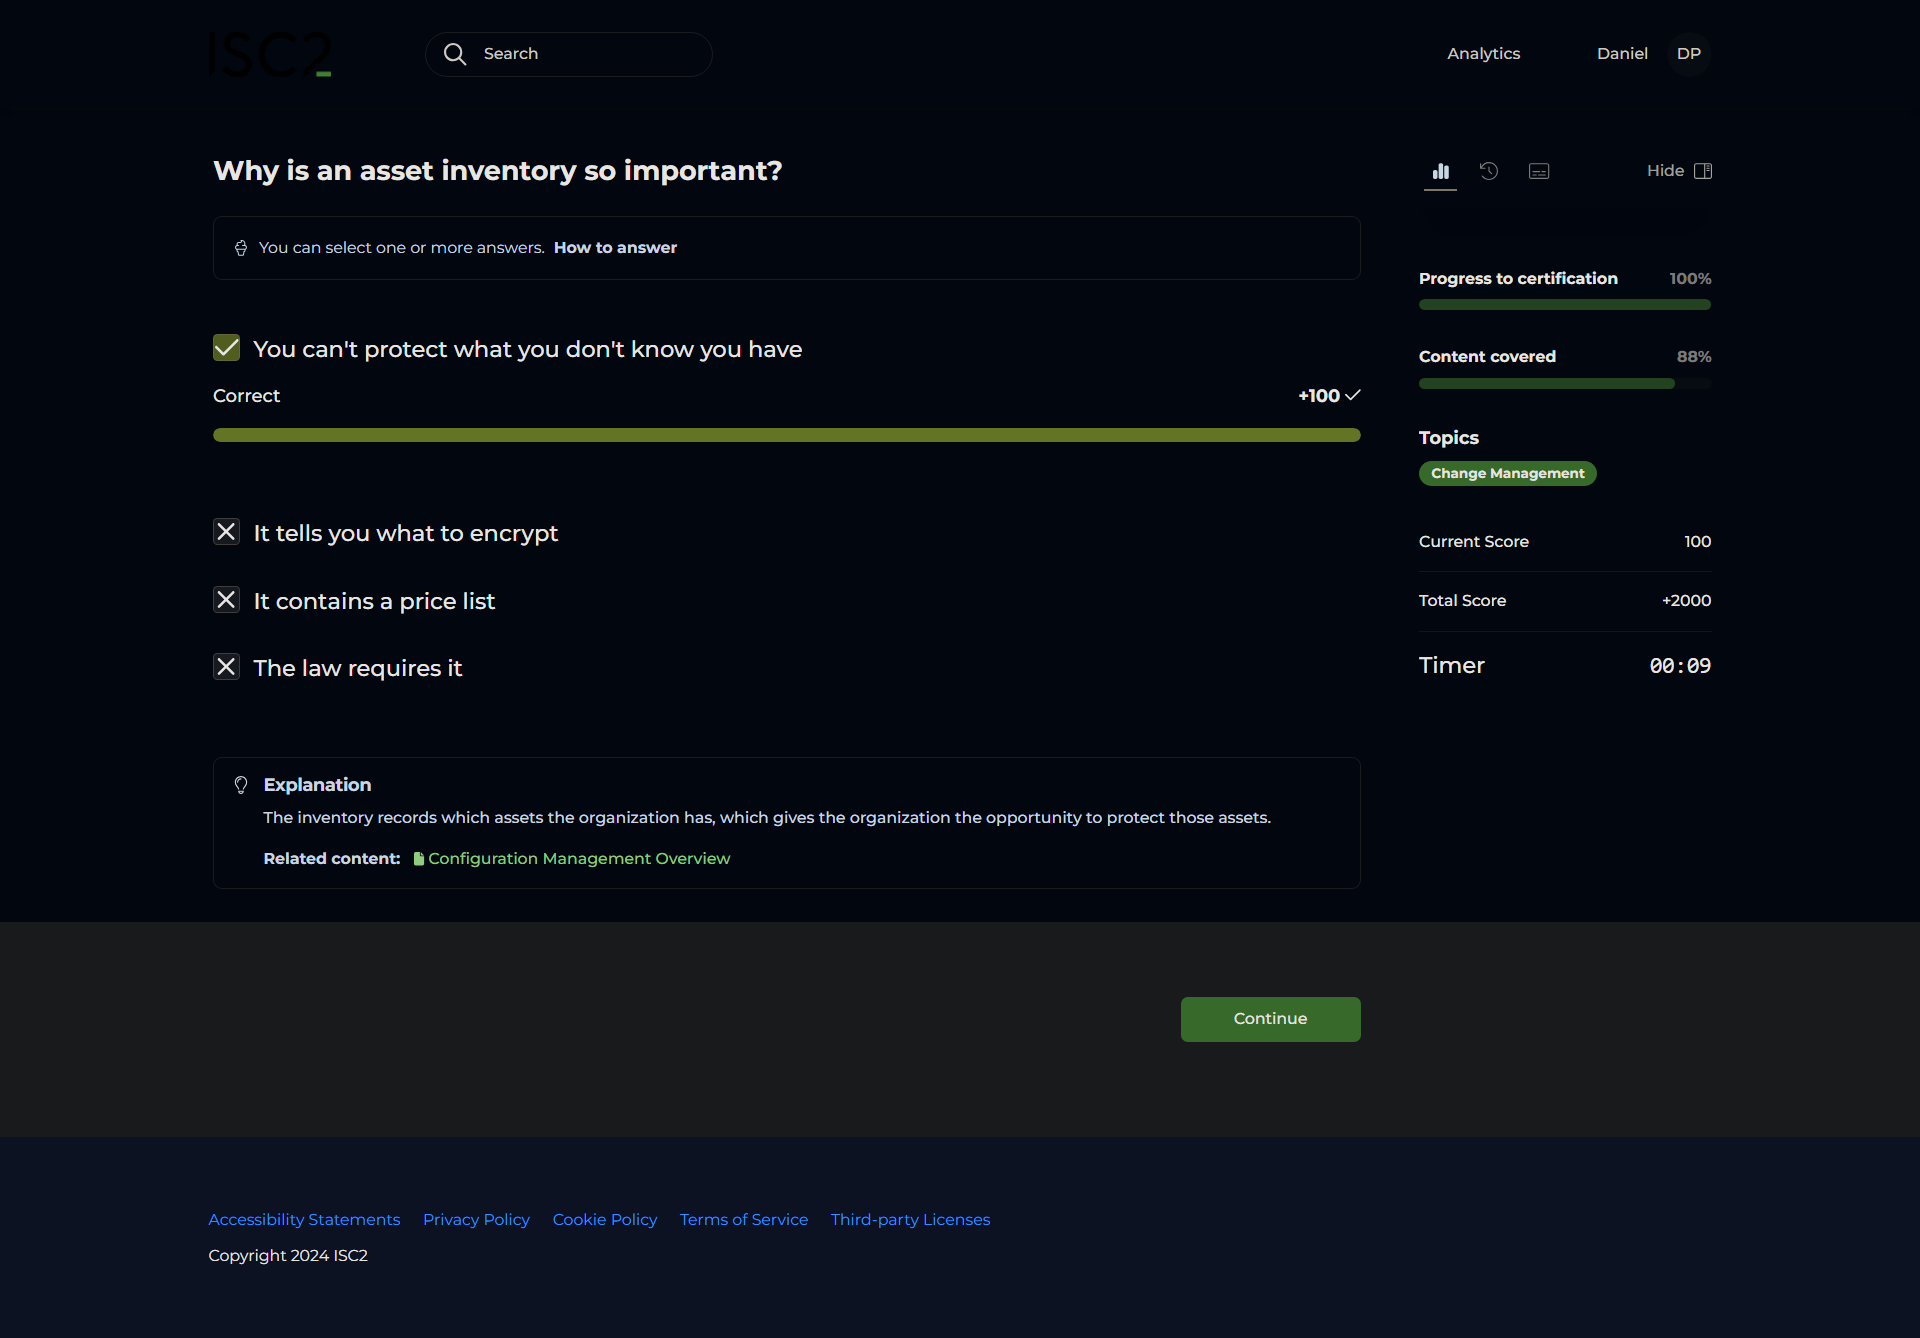 ISC2
Search
Analytics
Daniel
DP
Why is an asset inventory so important?
Hide
You can select one or more answers. How to answer
Progress to certification 100%
You can't protect what you don't know you have
Content covered 88%
Correct +100
Topics
Change Management
It tells you what to encrypt
Current Score 100
It contains a price list
Total Score +2000
The law requires it
Timer 00:09
Explanation
The inventory records which assets the organization has, which gives the organization the opportunity to protect those assets.
Related content: Configuration Management Overview
Continue
Accessibility Statements Privacy Policy Cookie Policy Terms of Service Third-party Licenses
Copyright 2024 ISC2